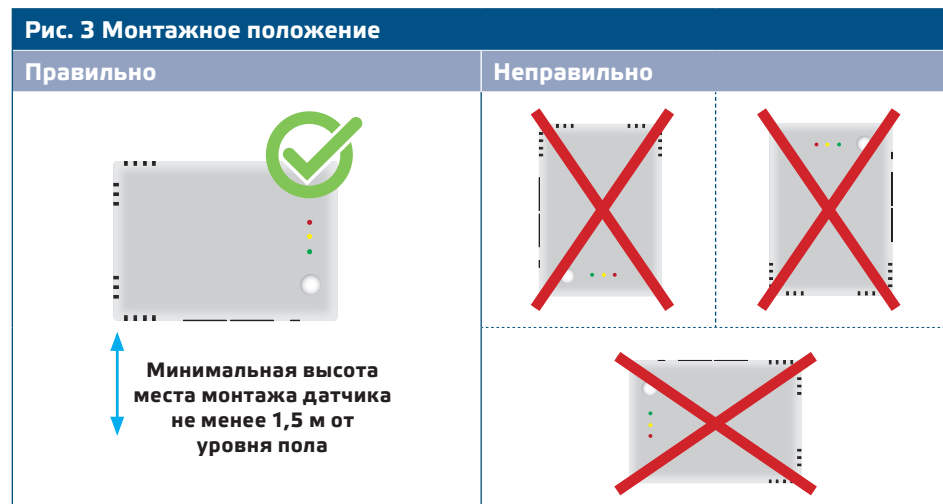 Рис. 3 Монтажное положение
Правильно
Неправильно
Минимальная высота
места монтажа датчика
не менее 1,5 м от
уровня пола